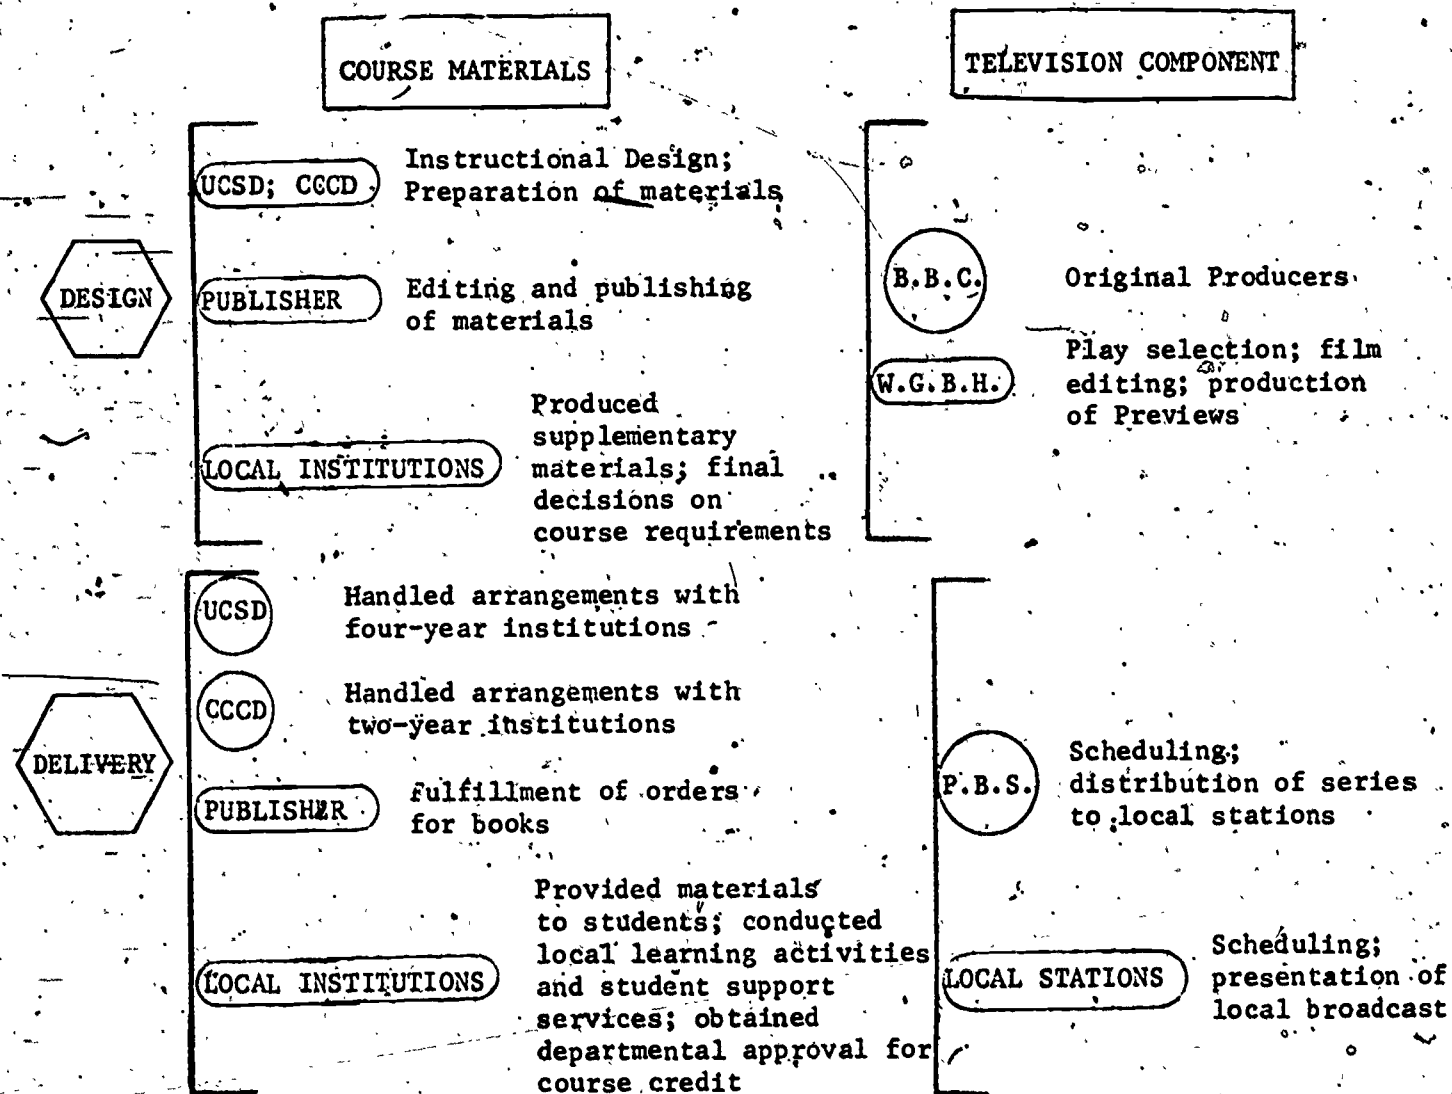 COURSE MATERIALS
TELEVISION COMPONENT
DESIGN
UCSD; CCCD
Instructional Design;
Preparation of materials
PUBLISHER
Editing and publishing
of materials
LOCAL INSTITUTIONS
Produced
supplementary
materials; final
decisions on
course requirements
B.B.C.
Original Producers
W.G.B.H.
Play selection; film
editing; production
of Previews
DELIVERY
UCSD
Handled arrangements with
four-year institutions
CCCD
Handled arrangements with
two-year institutions
PUBLISHER
Fulfillment of orders
for books
LOCAL INSTITUTIONS
Provided materials
to students; conducted
local learning activities
and student support
services; obtained
departmental approval for
course credit
P.B.S.
Scheduling;
distribution of series
to local stations
LOCAL STATIONS
Scheduling;
presentation of
local broadcast